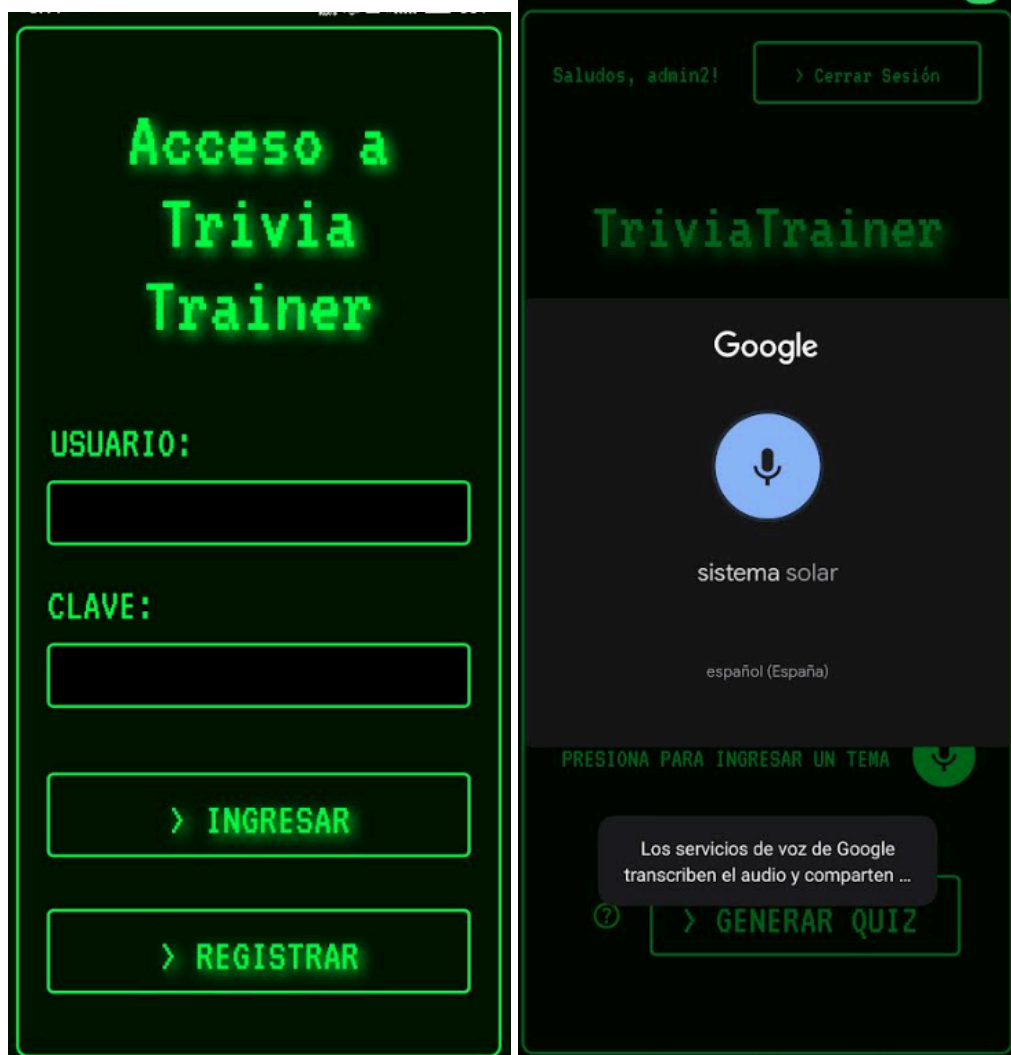 Acceso a
Trivia
Trainer
USUARIO:
CLAVE:
> INGRESAR
> REGISTRAR
Saludos, admin2!
> Cerrar Sesión
TriviaTrainer
Google
sistema solar
español (España)
PRESIONA PARA INGRESAR UN TEMA
Los servicios de voz de Google
transcriben el audio y comparten ...
?
> GENERAR QUIZ